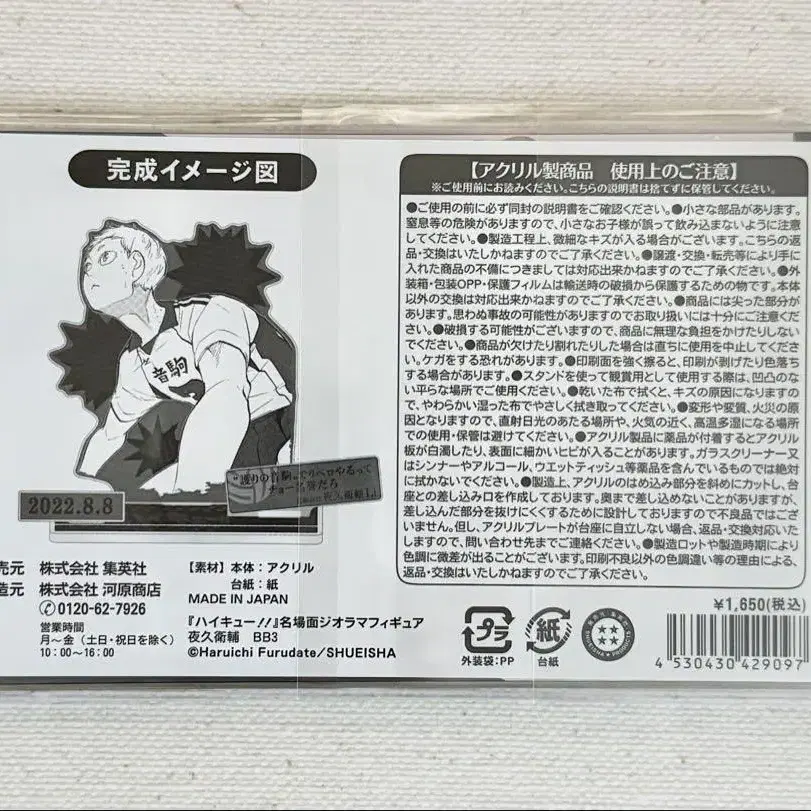 完成イメージ図
音駒
"護りの音駒"でリベロやるって
チョー名誉だろ
2022.8.8
売元 株式会社 集英社
造元 株式会社 河原商店
0120-62-7926
営業時間
月～金(土日・祝日を除く)
10:00～16:00
【素材】本体：アクリル
台紙：紙
MADE IN JAPAN
『ハイキュー!!』名場面ジオラマフィギュア
夜久衛輔 BB3
©Haruichi Furudate/SHUEISHA
【アクリル製商品 使用上のご注意】
※ご使用前にお読みください。こちらの説明書は捨てずに保管してください。
●ご使用の前に必ず同封の説明書をご確認ください。●小さな部品があります。
窒息等の危険がありますので、小さなお子様が誤って飲み込まないように注意
してください。●製造工程上、微細なキズが入る場合がございます。こちらの返
品・交換はいたしかねますのでご了承ください。●譲渡・交換・転売等により手に
入れた商品の不備につきましては対応出来かねますのでご了承ください。●外
装箱・包装OPP・保護フィルムは輸送時の破損から保護するための物です。本体
以外の交換は対応出来かねますのでご了承ください。●商品には尖った部分が
あります。思わぬ事故の可能性がありますのでお取り扱いには十分にご注意くだ
さい。●破損する可能性がございますので、商品に無理な負担をかけたりしない
でください。●商品が欠けたり割れたりした場合は直ちに使用を中止してくださ
い。ケガをする恐れがあります。●印刷面を強く擦ると、印刷が剥げたり色落ち
する場合があります。●スタンドを使って観賞用として使用する際は、凹凸のな
い平らな場所でご使用ください。●乾いた布で拭くと、キズの原因になりますの
で、やわらかい湿った布でやさしく拭き取ってください。●変形や変質、火災の原
因となりますので、直射日光のあたる場所や、火気の近く、高温多湿になる場所
での使用・保管は避けてください。●アクリル製品に薬品が付着するとアクリル
板が白濁したり、表面に細かいヒビが入ることがございます。ガラスクリーナー又
はシンナーやアルコール、ウエットティッシュ等薬品を含んでいるものでは絶対
に拭かないでください。●製造上、アクリルのはめ込み部分を斜めにカットし、台
座との差し込み口を作成しております。奥まで差し込めないことがありますが、
差し込んだ部分を抜けにくくするために設計しておりますので不良品ではござ
いません。但し、アクリルプレートが台座に自立しない場合、返品・交換対応いた
しますので、問い合わせ先までご連絡ください。●製造ロットや製造時期により
色調に微差が出ることがございます。印刷不良以外の色調違い等の理由による、
返品・交換はいたしかねますのでご了承ください。
¥1,650(税込)
プラ
外装袋:PP
紙
台紙
4 530430 429097